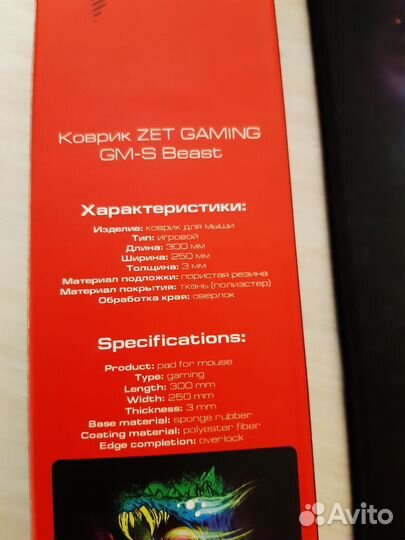 Коврик ZET GAMING
GM-S Beast
Характеристики:
Изделие: коврик для мыши
Тип: игровой
Длина: 300 мм
Ширина: 250 мм
Толщина: 3 мм
Материал подложки: пористая резина
Материал покрытия: ткань (полиэстер)
Обработка края: оверлок
Specifications:
Product: pad for mouse
Type: gaming
Length: 300 mm
Width: 250 mm
Thickness: 3 mm
Base material: sponge rubber
Coating material: polyester fiber
Edge completion: overlock
Avito